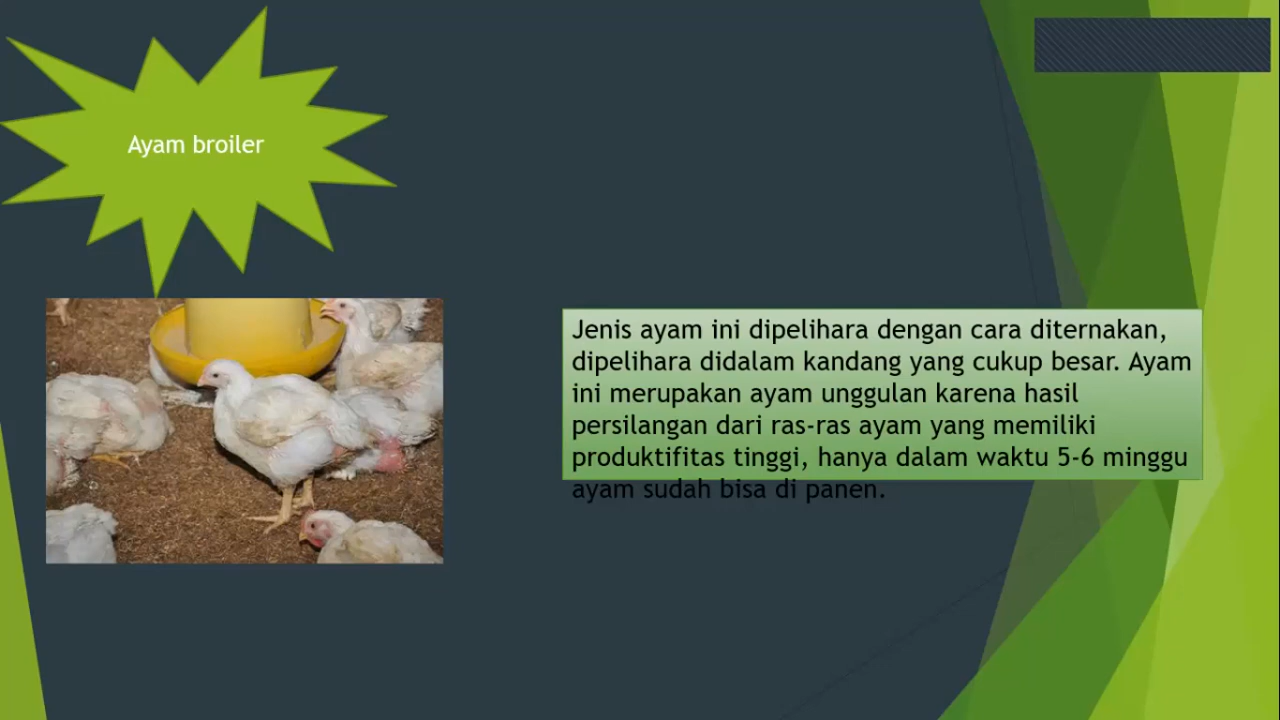 Ayam broiler
Jenis ayam ini dipelihara dengan cara diternakan,
dipelihara didalam kandang yang cukup besar. Ayam
ini merupakan ayam unggulan karena hasil
persilangan dari ras-ras ayam yang memiliki
produktifitas tinggi, hanya dalam waktu 5-6 minggu
ayam sudah bisa di panen.